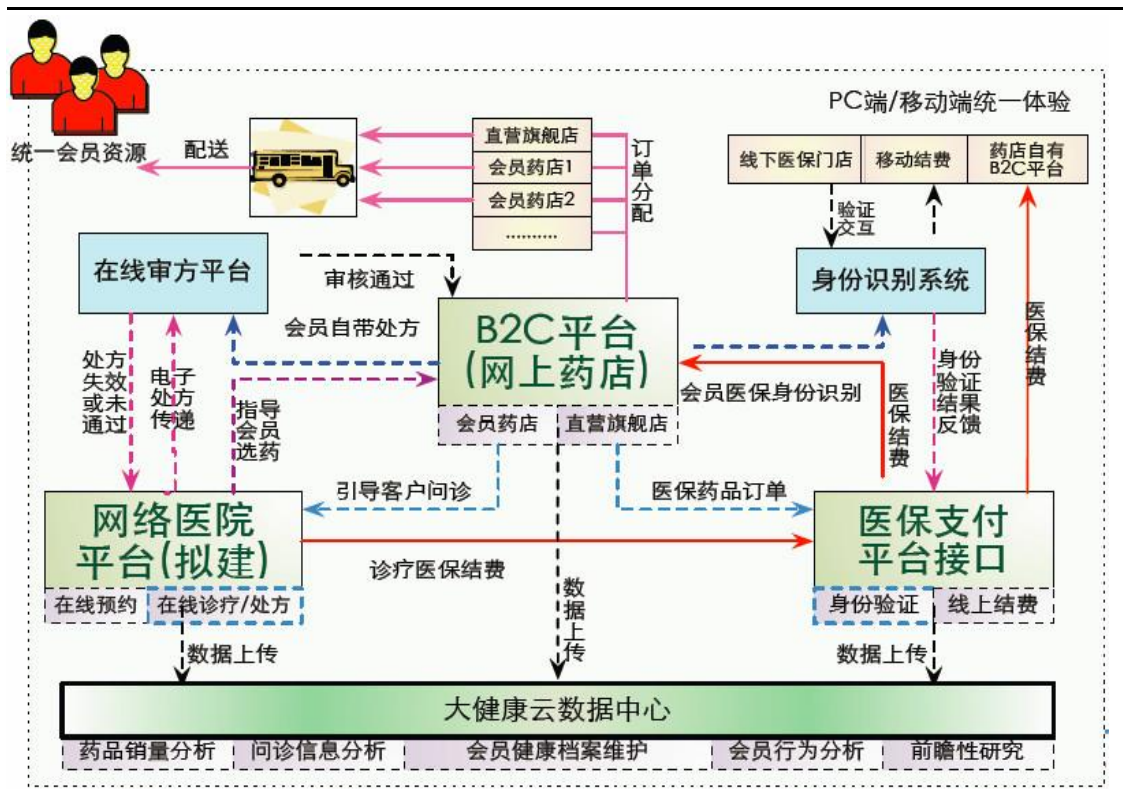 PC端/移动端统一体验
统一会员资源
配送
直营旗舰店
会员药店1
会员药店2
..........
订单分配
线下医保门店
移动结费
药店自有
B2C平台
验证
交互
在线审方平台
审核通过
身份识别系统
会员自带处方
B2C平台
(网上药店)
会员药店
直营旗舰店
会员医保身份识别
医保结费
医保结费
身份
验证
结果
反馈
处方
失效
或未
通过
电子
处方
传递
指导
会员
选药
引导客户问诊
医保药品订单
网络医院
平台(拟建)
在线预约
在线诊疗/处方
诊疗医保结费
医保支付
平台接口
身份验证
线上结费
数据上传
数据上传
数据上传
大健康云数据中心
药品销量分析
问诊信息分析
会员健康档案维护
会员行为分析
前瞻性研究